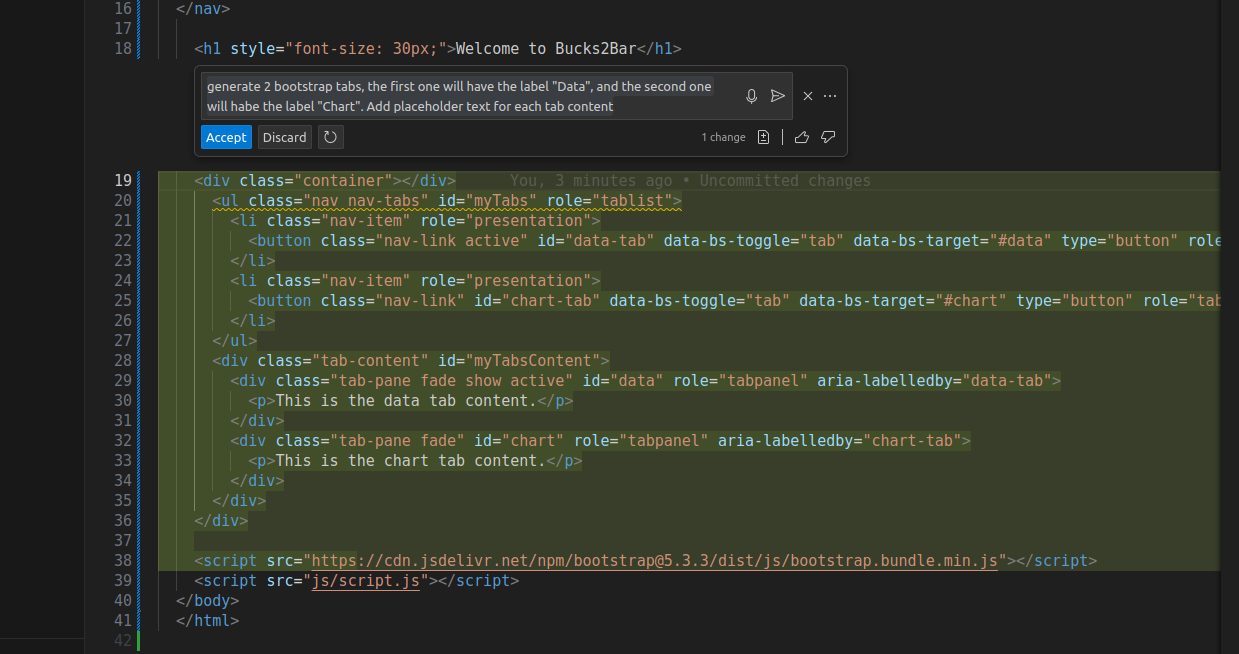 16 </nav>
17
18 <h1 style="font-size: 30px;">Welcome to Bucks2Bar</h1>
generate 2 bootstrap tabs, the first one will have the label "Data", and the second one
will habe the label "Chart". Add placeholder text for each tab content
Accept Discard 1 change
19 <div class="container"></div> You, 3 minutes ago • Uncommitted changes
20 <ul class="nav nav-tabs" id="myTabs" role="tablist">
21 <li class="nav-item" role="presentation">
22 <button class="nav-link active" id="data-tab" data-bs-toggle="tab" data-bs-target="#data" type="button" role
23 </li>
24 <li class="nav-item" role="presentation">
25 <button class="nav-link" id="chart-tab" data-bs-toggle="tab" data-bs-target="#chart" type="button" role="tab
26 </li>
27 </ul>
28 <div class="tab-content" id="myTabsContent">
29 <div class="tab-pane fade show active" id="data" role="tabpanel" aria-labelledby="data-tab">
30 <p>This is the data tab content.</p>
31 </div>
32 <div class="tab-pane fade" id="chart" role="tabpanel" aria-labelledby="chart-tab">
33 <p>This is the chart tab content.</p>
34 </div>
35 </div>
36 </div>
37
38 <script src="https://cdn.jsdelivr.net/npm/bootstrap@5.3.3/dist/js/bootstrap.bundle.min.js"></script>
39 <script src="js/script.js"></script>
40 </body>
41 </html>
42